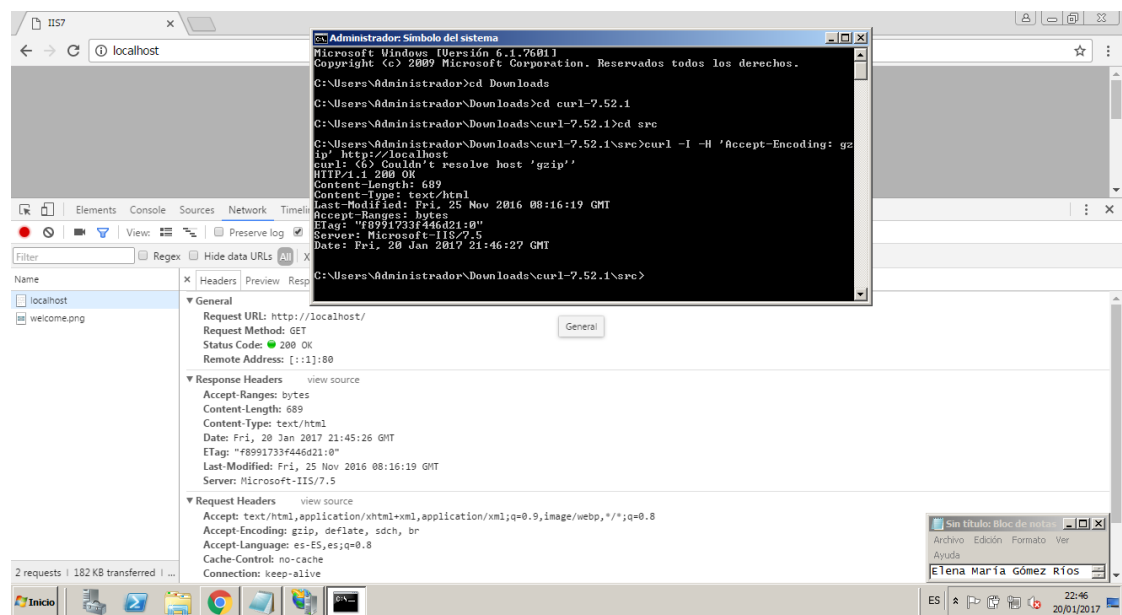 IIS7
localhost
Administrador: Símbolo del sistema
Microsoft Windows [Versión 6.1.7601]
Copyright (c) 2009 Microsoft Corporation. Reservados todos los derechos.
C:\Users\Administrador>cd Downloads
C:\Users\Administrador\Downloads>cd curl-7.52.1
C:\Users\Administrador\Downloads\curl-7.52.1>cd src
C:\Users\Administrador\Downloads\curl-7.52.1\src>curl -I -H 'Accept-Encoding: gz
ip' http://localhost
curl: (6) Couldn't resolve host 'gzip''
HTTP/1.1 200 OK
Content-Length: 689
Content-Type: text/html
Last-Modified: Fri, 25 Nov 2016 08:16:19 GMT
Accept-Ranges: bytes
ETag: "f8991733f446d21:0"
Server: Microsoft-IIS/7.5
Date: Fri, 20 Jan 2017 21:46:27 GMT
C:\Users\Administrador\Downloads\curl-7.52.1\src>
Elements Console Sources Network Timeli
View: Preserve log
Filter Regex Hide data URLs All X
Name
Headers Preview Resp
localhost
welcome.png
General
Request URL: http://localhost/
Request Method: GET
Status Code: 200 OK
Remote Address: [::1]:80
General
Response Headers view source
Accept-Ranges: bytes
Content-Length: 689
Content-Type: text/html
Date: Fri, 20 Jan 2017 21:45:26 GMT
ETag: "f8991733f446d21:0"
Last-Modified: Fri, 25 Nov 2016 08:16:19 GMT
Server: Microsoft-IIS/7.5
Request Headers view source
Accept: text/html,application/xhtml+xml,application/xml;q=0.9,image/webp,*/*;q=0.8
Accept-Encoding: gzip, deflate, sdch, br
Accept-Language: es-ES,es;q=0.8
Cache-Control: no-cache
Connection: keep-alive
2 requests | 182 KB transferred | ...
Sin título: Bloc de notas
Archivo Edición Formato Ver
Ayuda
Elena María Gómez Ríos
Inicio
ES
22:46
20/01/2017